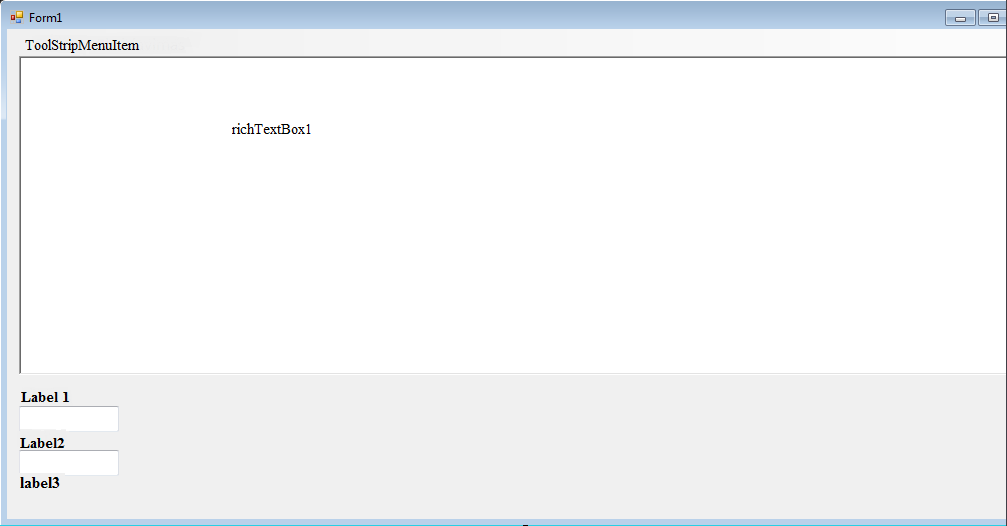 Form1
ToolStripMenuItem
richTextBox1
Label 1
Label2
label3